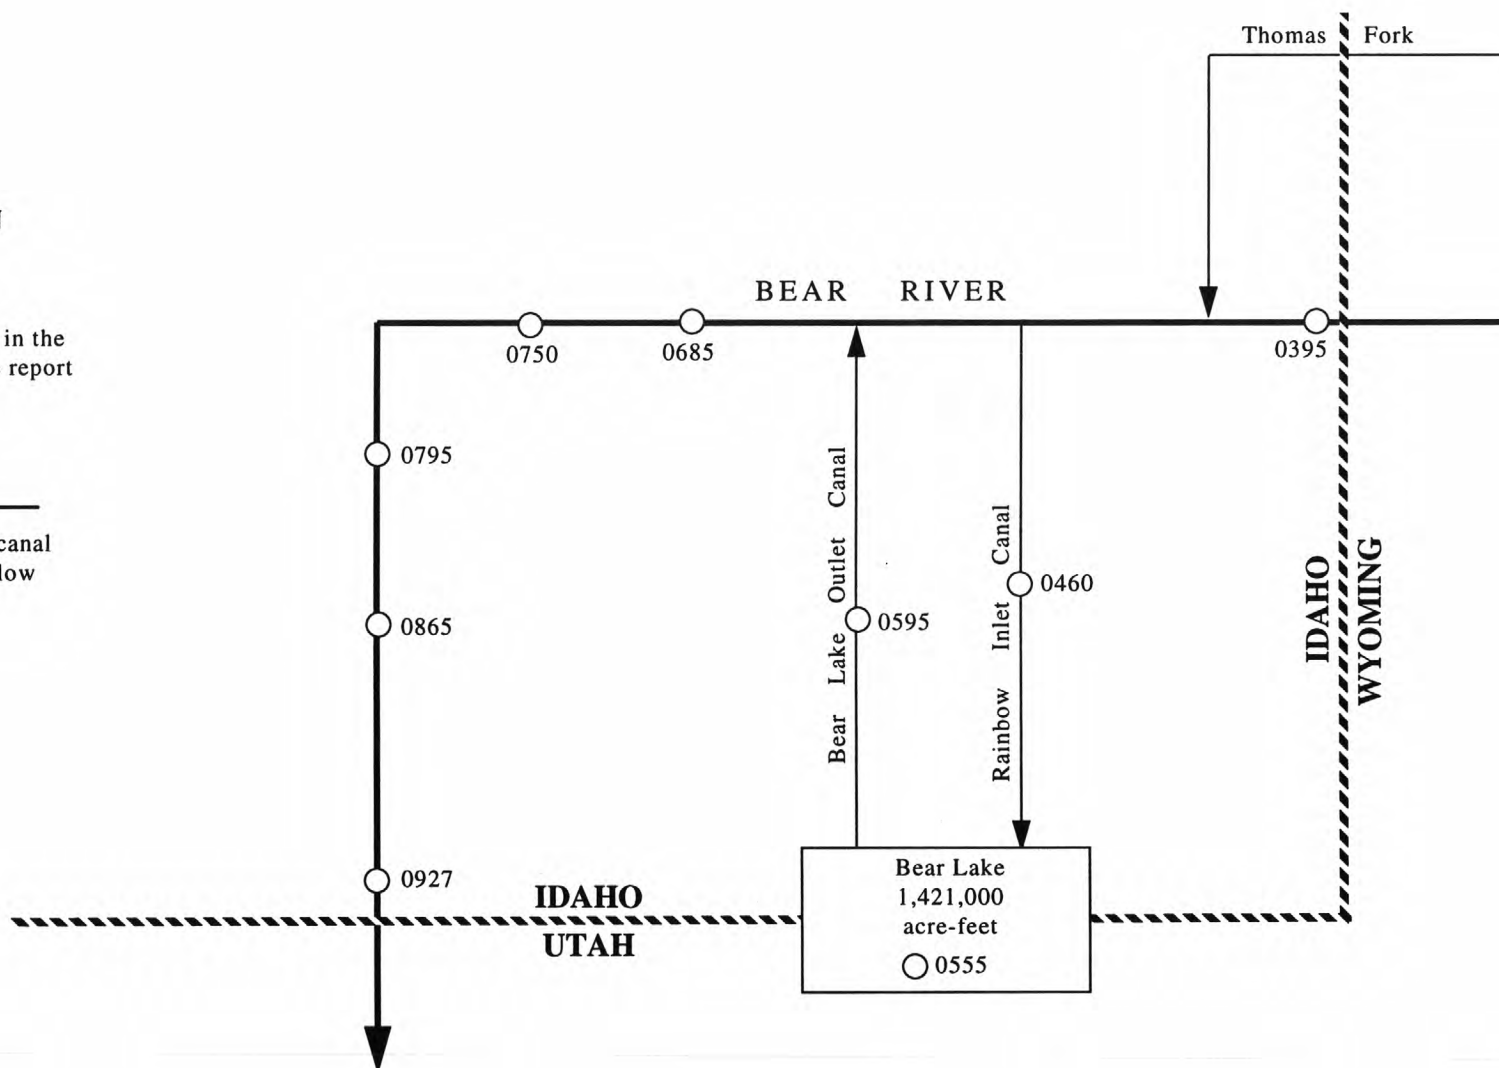 Thomas Fork
in the
report
canal
BEAR RIVER
0750
0685
0395
0795
0865
0927
Bear Lake Outlet Canal
0595
Rainbow Inlet Canal
0460
IDAHO
WYOMING
Bear Lake
1,421,000
acre-feet
0555
IDAHO
UTAH